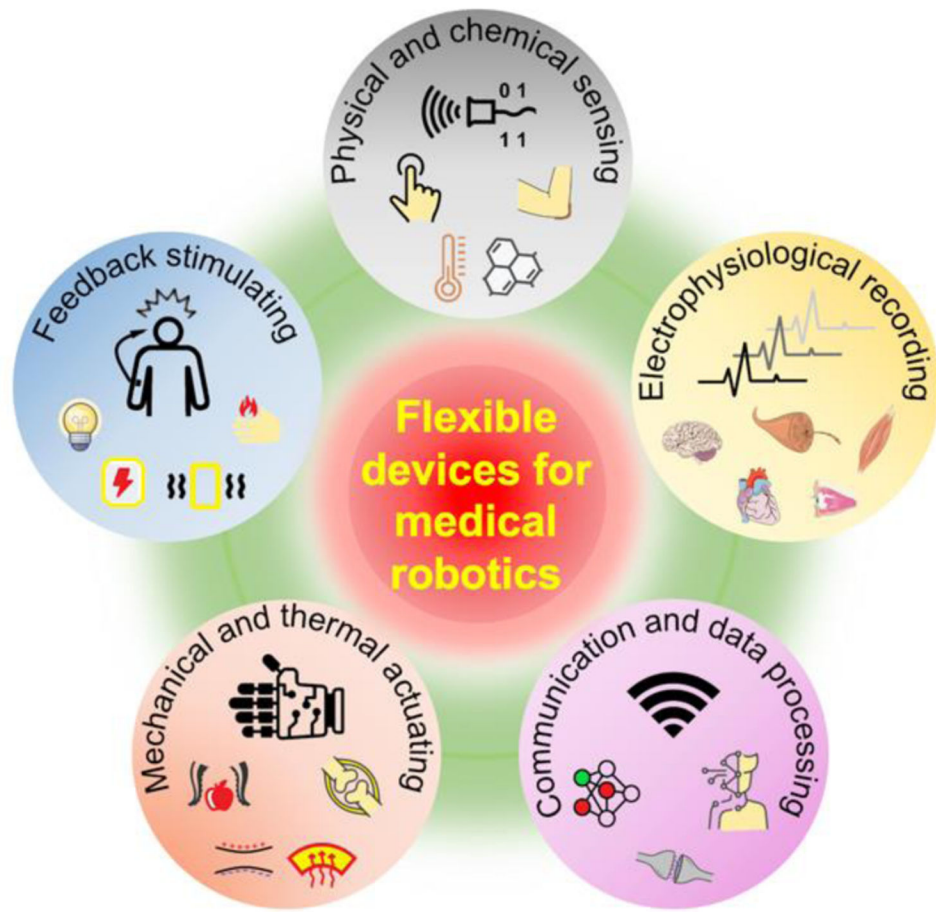 Physical and chemical sensing
0 1
1 1
Feedback stimulating
Electrophysiological recording
Flexible
devices for
medical
robotics
Mechanical and thermal actuating
Communication and data processing